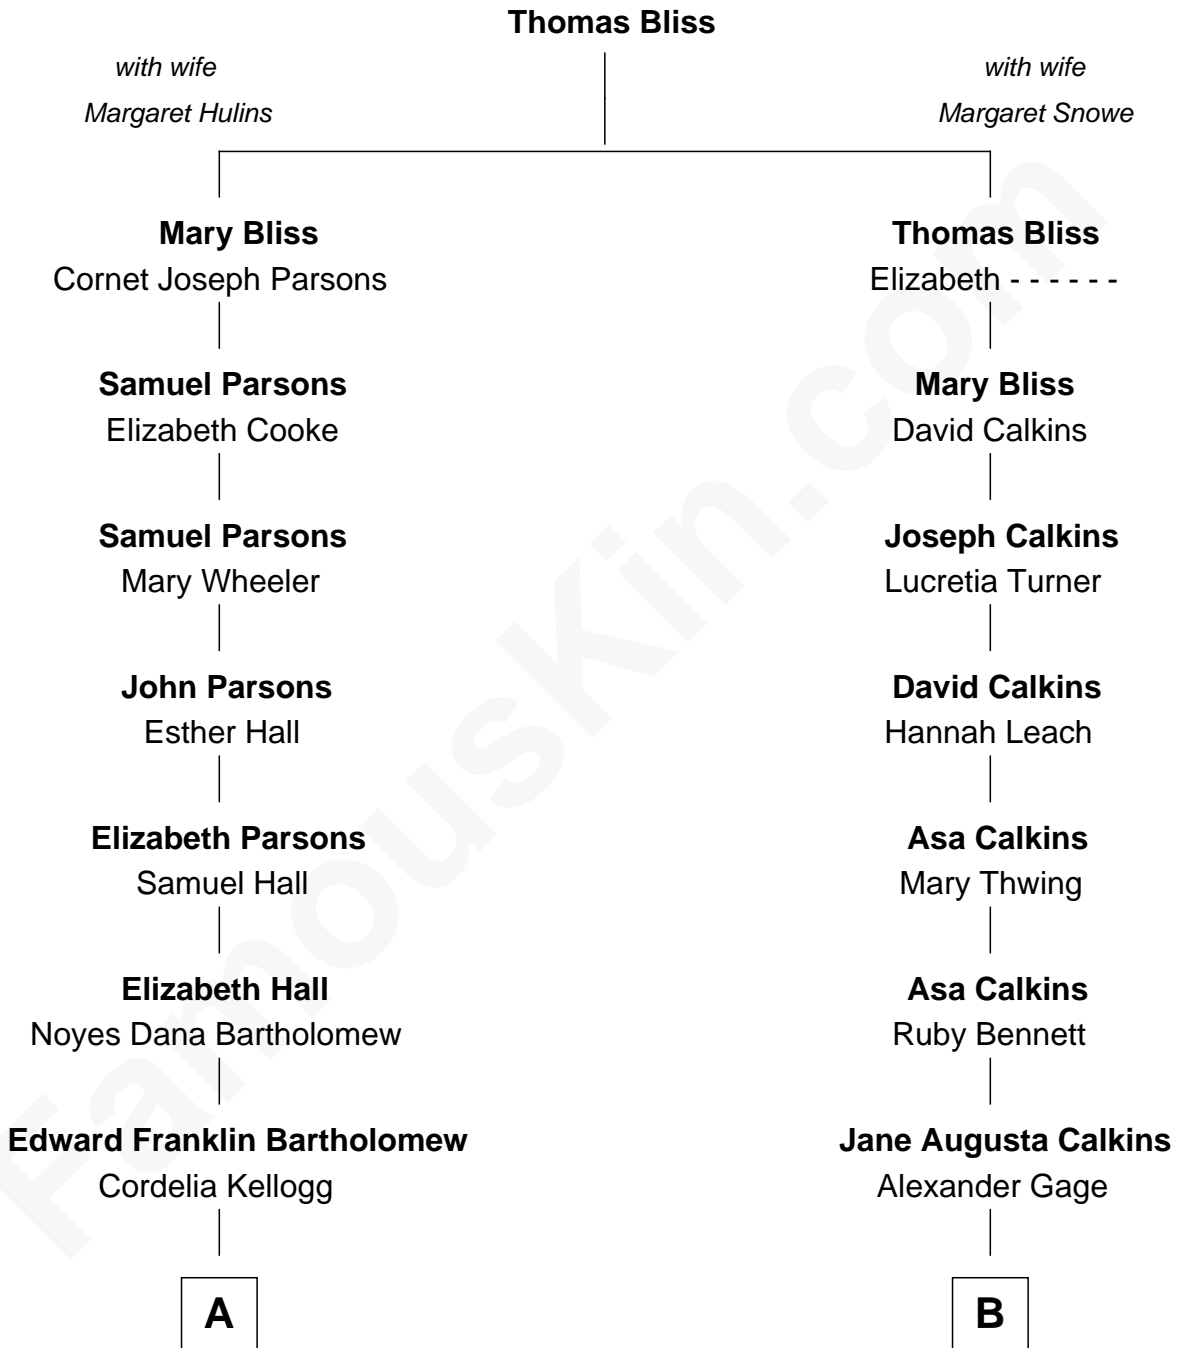 Thomas Bliss
with wife
Margaret Hulins
with wife
Margaret Snowe
Mary Bliss
Cornet Joseph Parsons
Thomas Bliss
Elizabeth - - - - - -
Samuel Parsons
Elizabeth Cooke
Mary Bliss
David Calkins
Samuel Parsons
Mary Wheeler
Joseph Calkins
Lucretia Turner
John Parsons
Esther Hall
David Calkins
Hannah Leach
Elizabeth Parsons
Samuel Hall
Asa Calkins
Mary Thwing
Elizabeth Hall
Noyes Dana Bartholomew
Asa Calkins
Ruby Bennett
Edward Franklin Bartholomew
Cordelia Kellogg
Jane Augusta Calkins
Alexander Gage
A
B
FamousKin.com